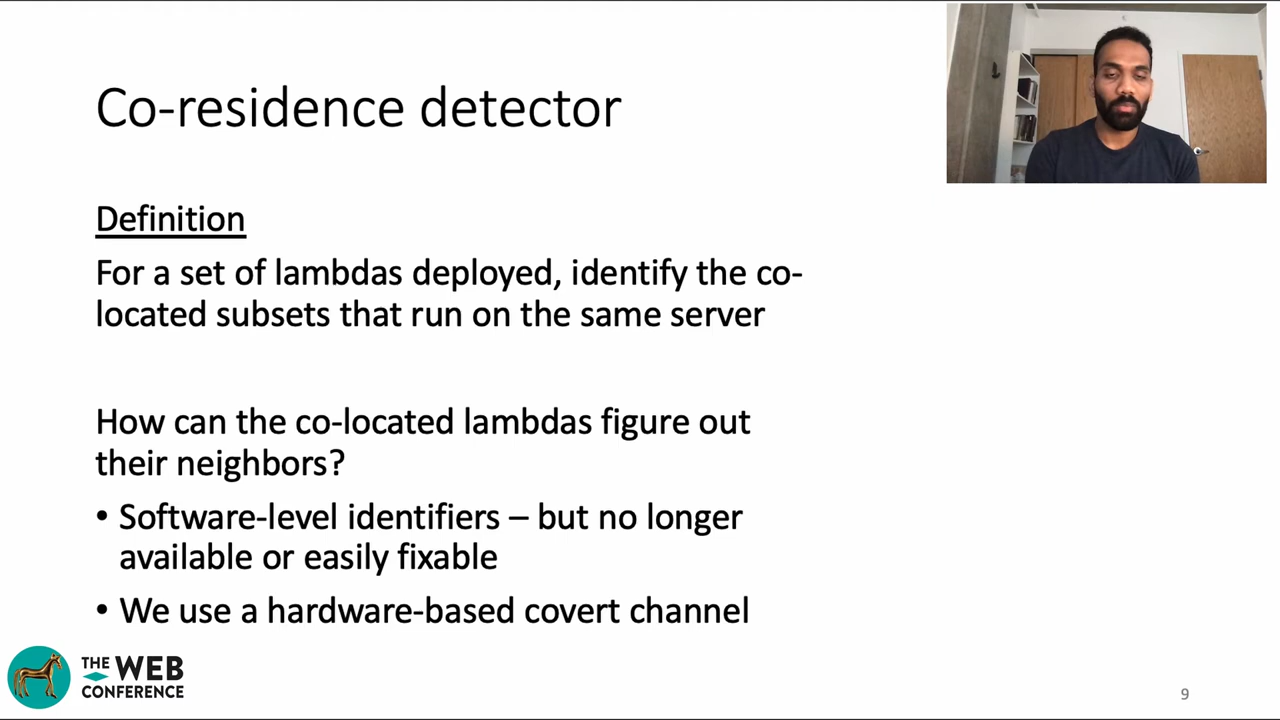 Co-residence detector
Definition
For a set of lambdas deployed, identify the co-
located subsets that run on the same server
How can the co-located lambdas figure out
their neighbors?
• Software-level identifiers – but no longer
available or easily fixable
• We use a hardware-based covert channel
THE WEB
CONFERENCE
9